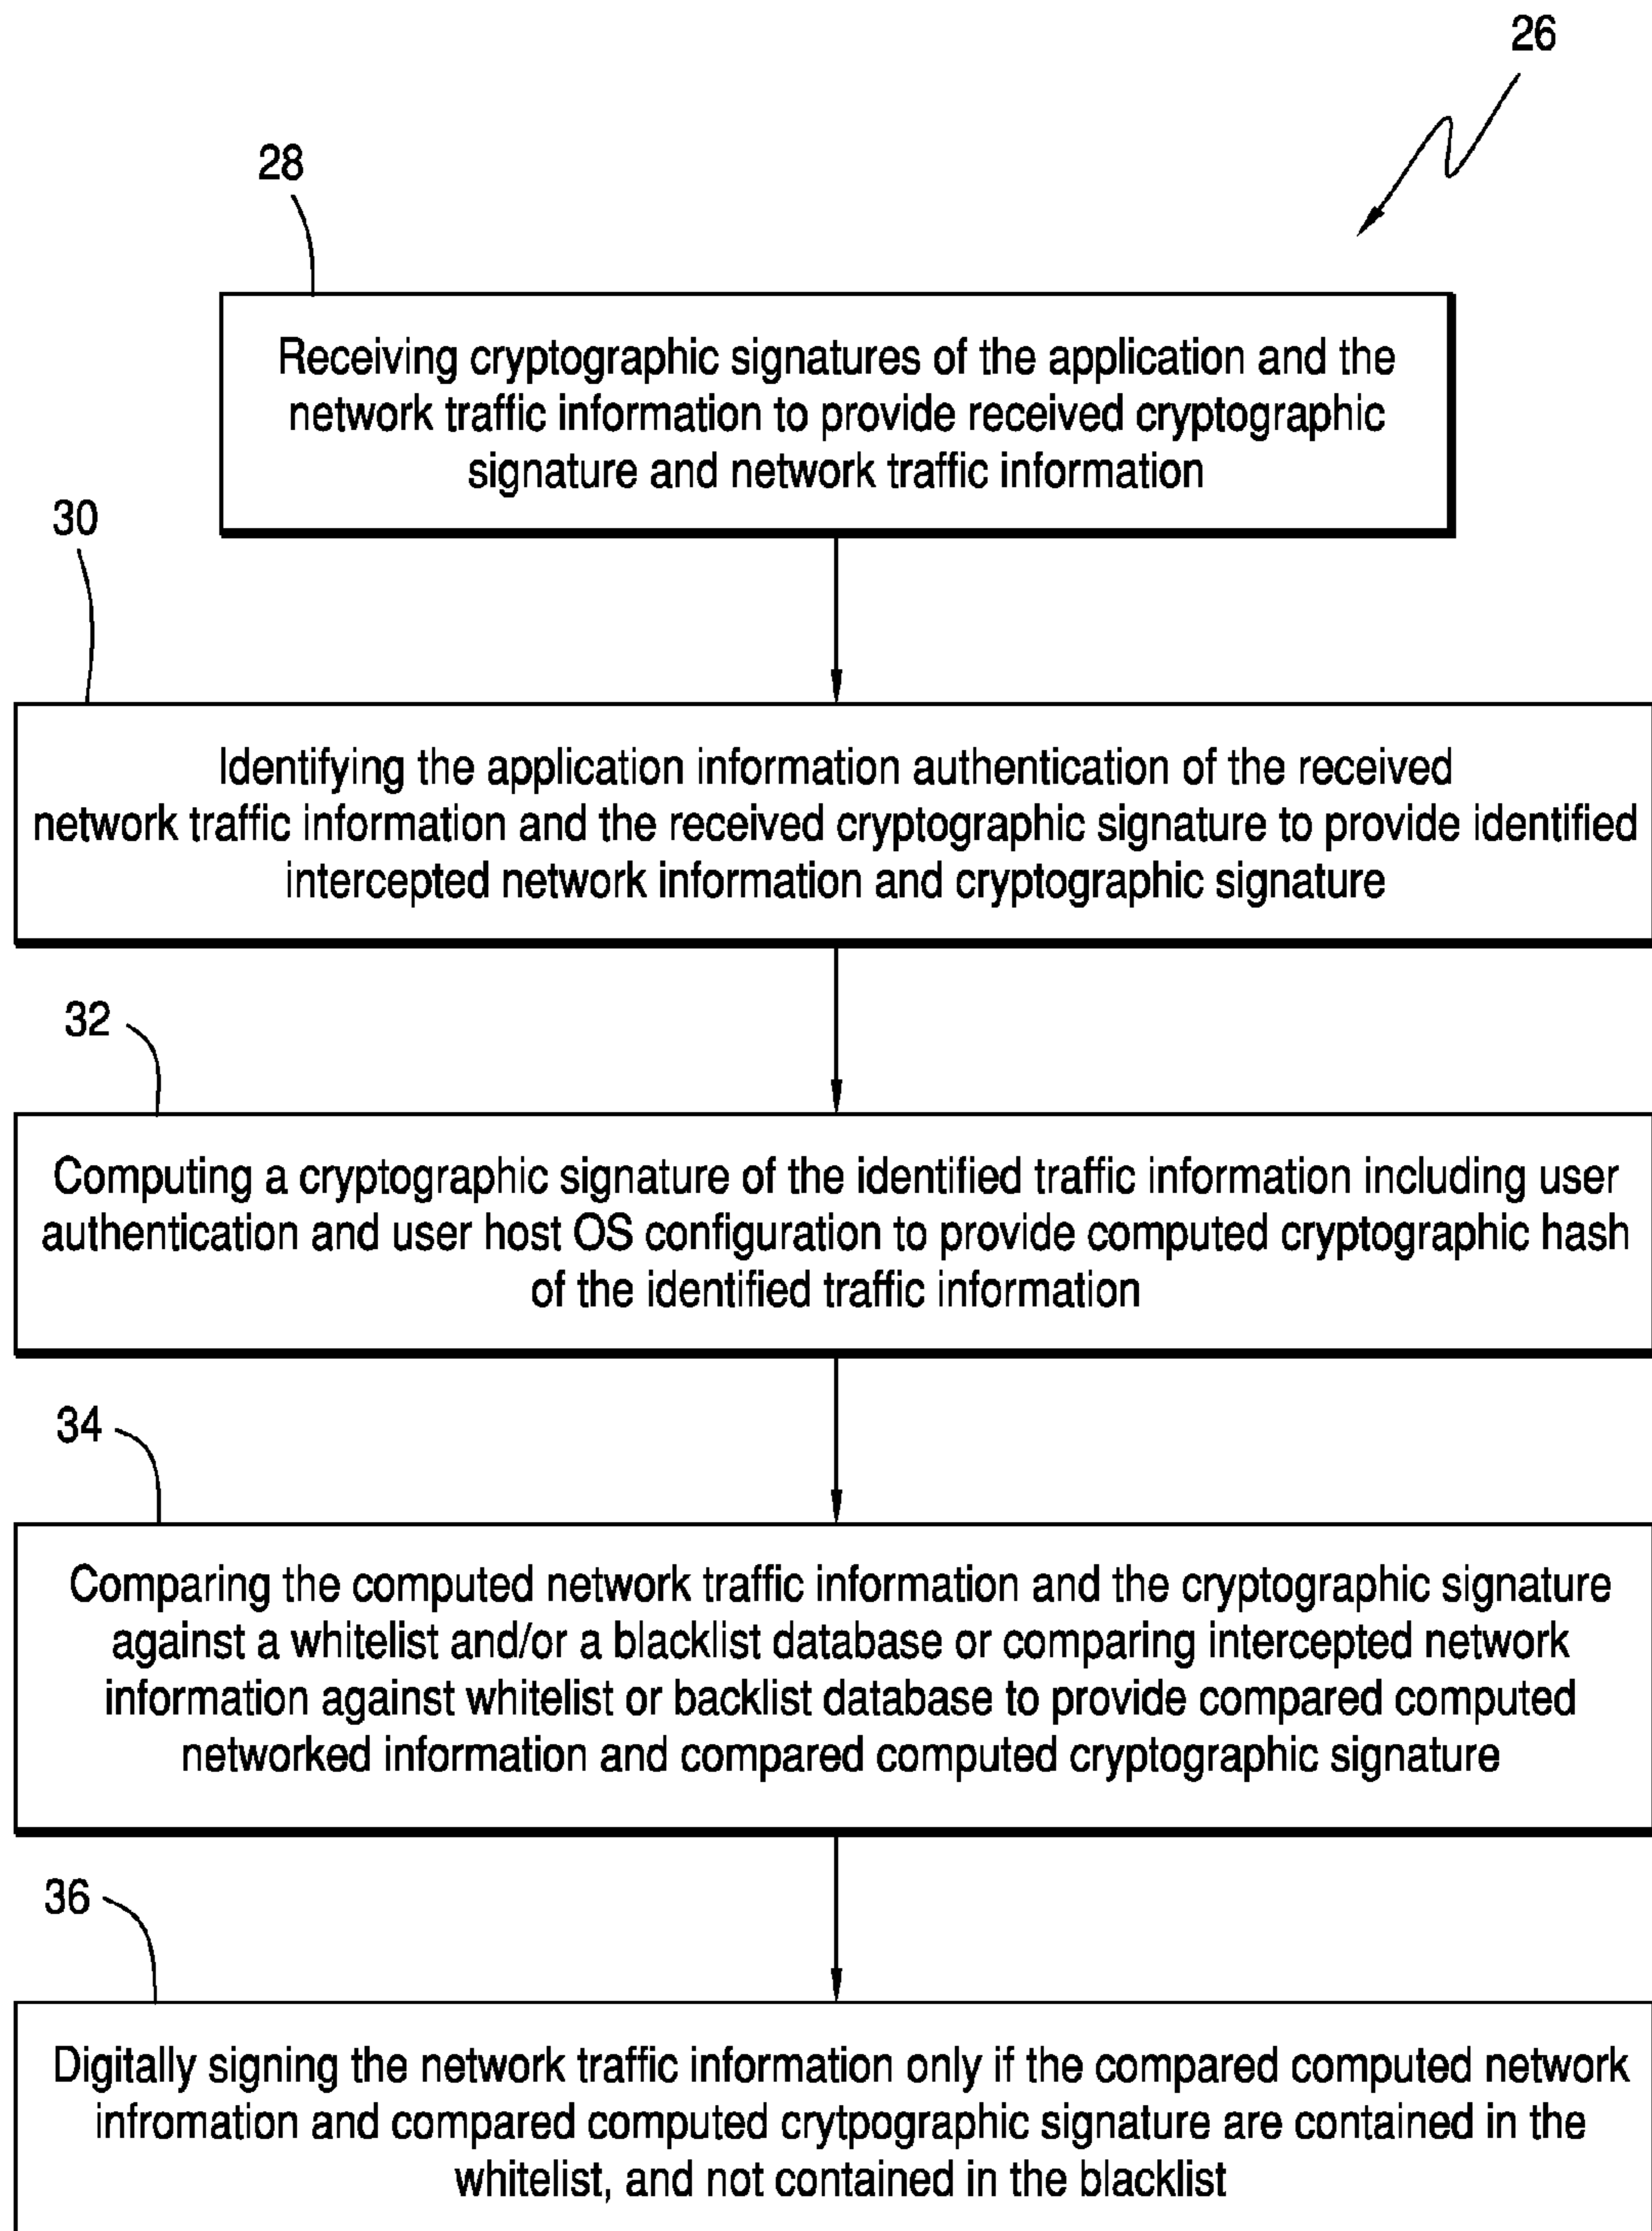 26
28
Receiving cryptographic signatures of the application and the
network traffic information to provide received cryptographic
signature and network traffic information
30
Identifying the application information authentication of the received
network traffic information and the received cryptographic signature to provide identified
intercepted network information and cryptographic signature
32
Computing a cryptographic signature of the identified traffic information including user
authentication and user host OS configuration to provide computed cryptographic hash
of the identified traffic information
34
Comparing the computed network traffic information and the cryptographic signature
against a whitelist and/or a blacklist database or comparing intercepted network
information against whitelist or backlist database to provide compared computed
networked information and compared computed cryptographic signature
36
Digitally signing the network traffic information only if the compared computed network
infromation and compared computed crytpographic signature are contained in the
whitelist, and not contained in the blacklist